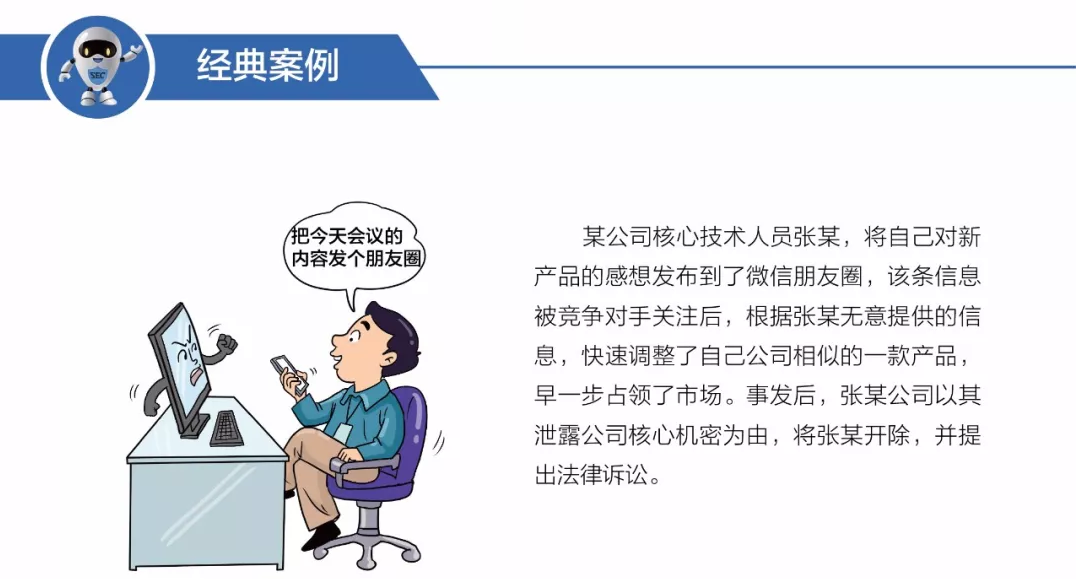 SEC
经典案例
把今天会议的
内容发个朋友圈
某公司核心技术人员张某，将自己对新
产品的感想发布到了微信朋友圈，该条信息
被竞争对手关注后，根据张某无意提供的信
息，快速调整了自己公司相似的一款产品，
早一步占领了市场。事发后，张某公司以其
泄露公司核心机密为由，将张某开除，并提
出法律诉讼。